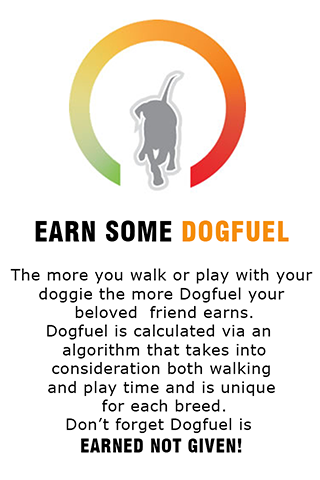 EARN SOME DOGFUEL
The more you walk or play with your
doggie the more Dogfuel your
beloved friend earns.
Dogfuel is calculated via an
algorithm that takes into
consideration both walking
and play time and is unique
for each breed.
Don’t forget Dogfuel is
EARNED NOT GIVEN!